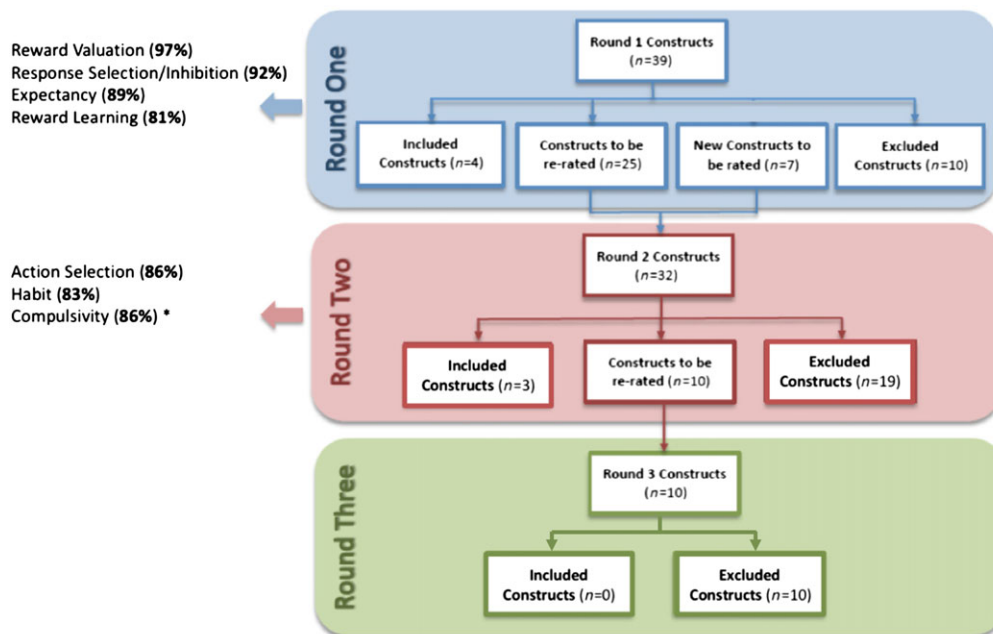 Reward Valuation (97%)
Response Selection/Inhibition (92%)
Expectancy (89%)
Reward Learning (81%)
Round One
Round 1 Constructs
(n=39)
Included
Constructs (n=4)
Constructs to be
re-rated (n=25)
New Constructs to
be rated (n=7)
Excluded
Constructs (n=10)
Action Selection (86%)
Habit (83%)
Compulsivity (86%) *
Round Two
Round 2 Constructs
(n=32)
Included
Constructs (n=3)
Constructs to be
re-rated (n=10)
Excluded
Constructs (n=19)
Round Three
Round 3 Constructs
(n=10)
Included
Constructs (n=0)
Excluded
Constructs (n=10)